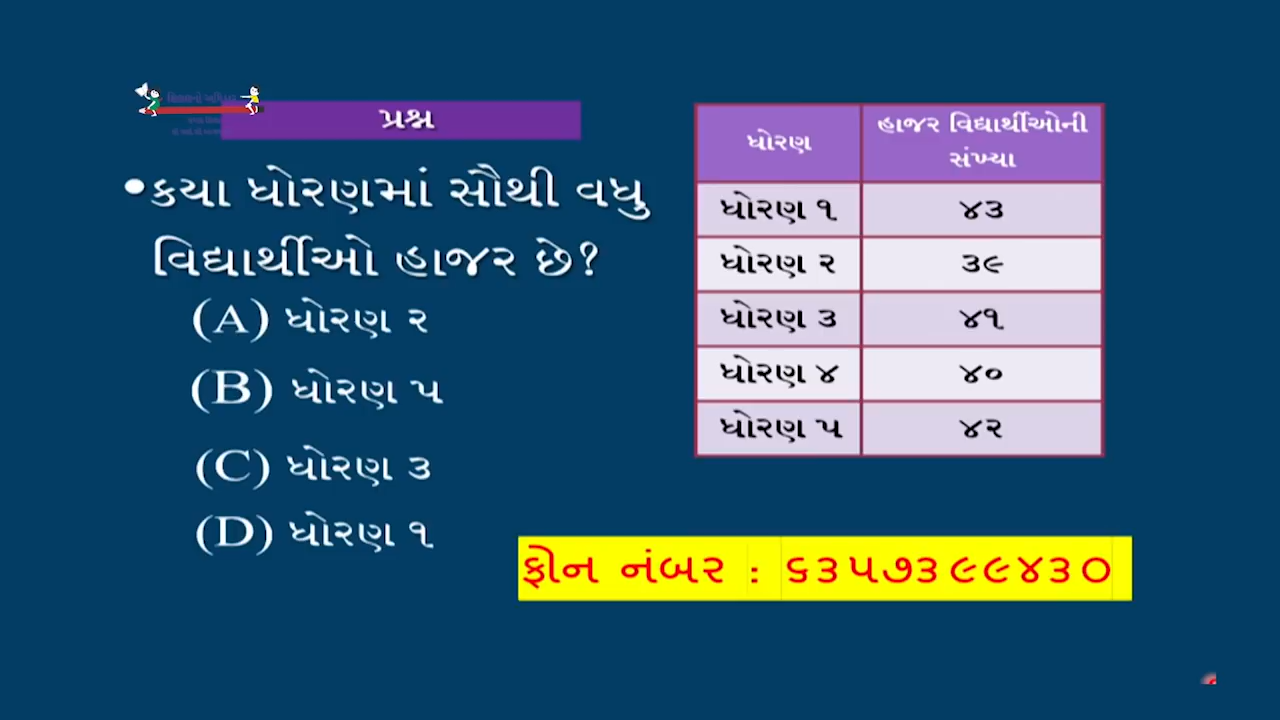 પ્રશ્ન
•કયા ધોરણમાં સૌથી વધુ
વિદ્યાર્થીઓ હાજર છે?
(A) ધોરણ ૨
(B) ધોરણ ૫
(C) ધોરણ ૩
(D) ધોરણ ૧
ધોરણ હાજર વિદ્યાર્થીઓની
સંખ્યા
ધોરણ ૧ ૪૩
ધોરણ ૨ ૩૯
ધોરણ ૩ ૪૧
ધોરણ ૪ ૪૦
ધોરણ ૫ ૪૨
ફોન નંબર : ૬૩૫૭૩૯૯૪૩૦